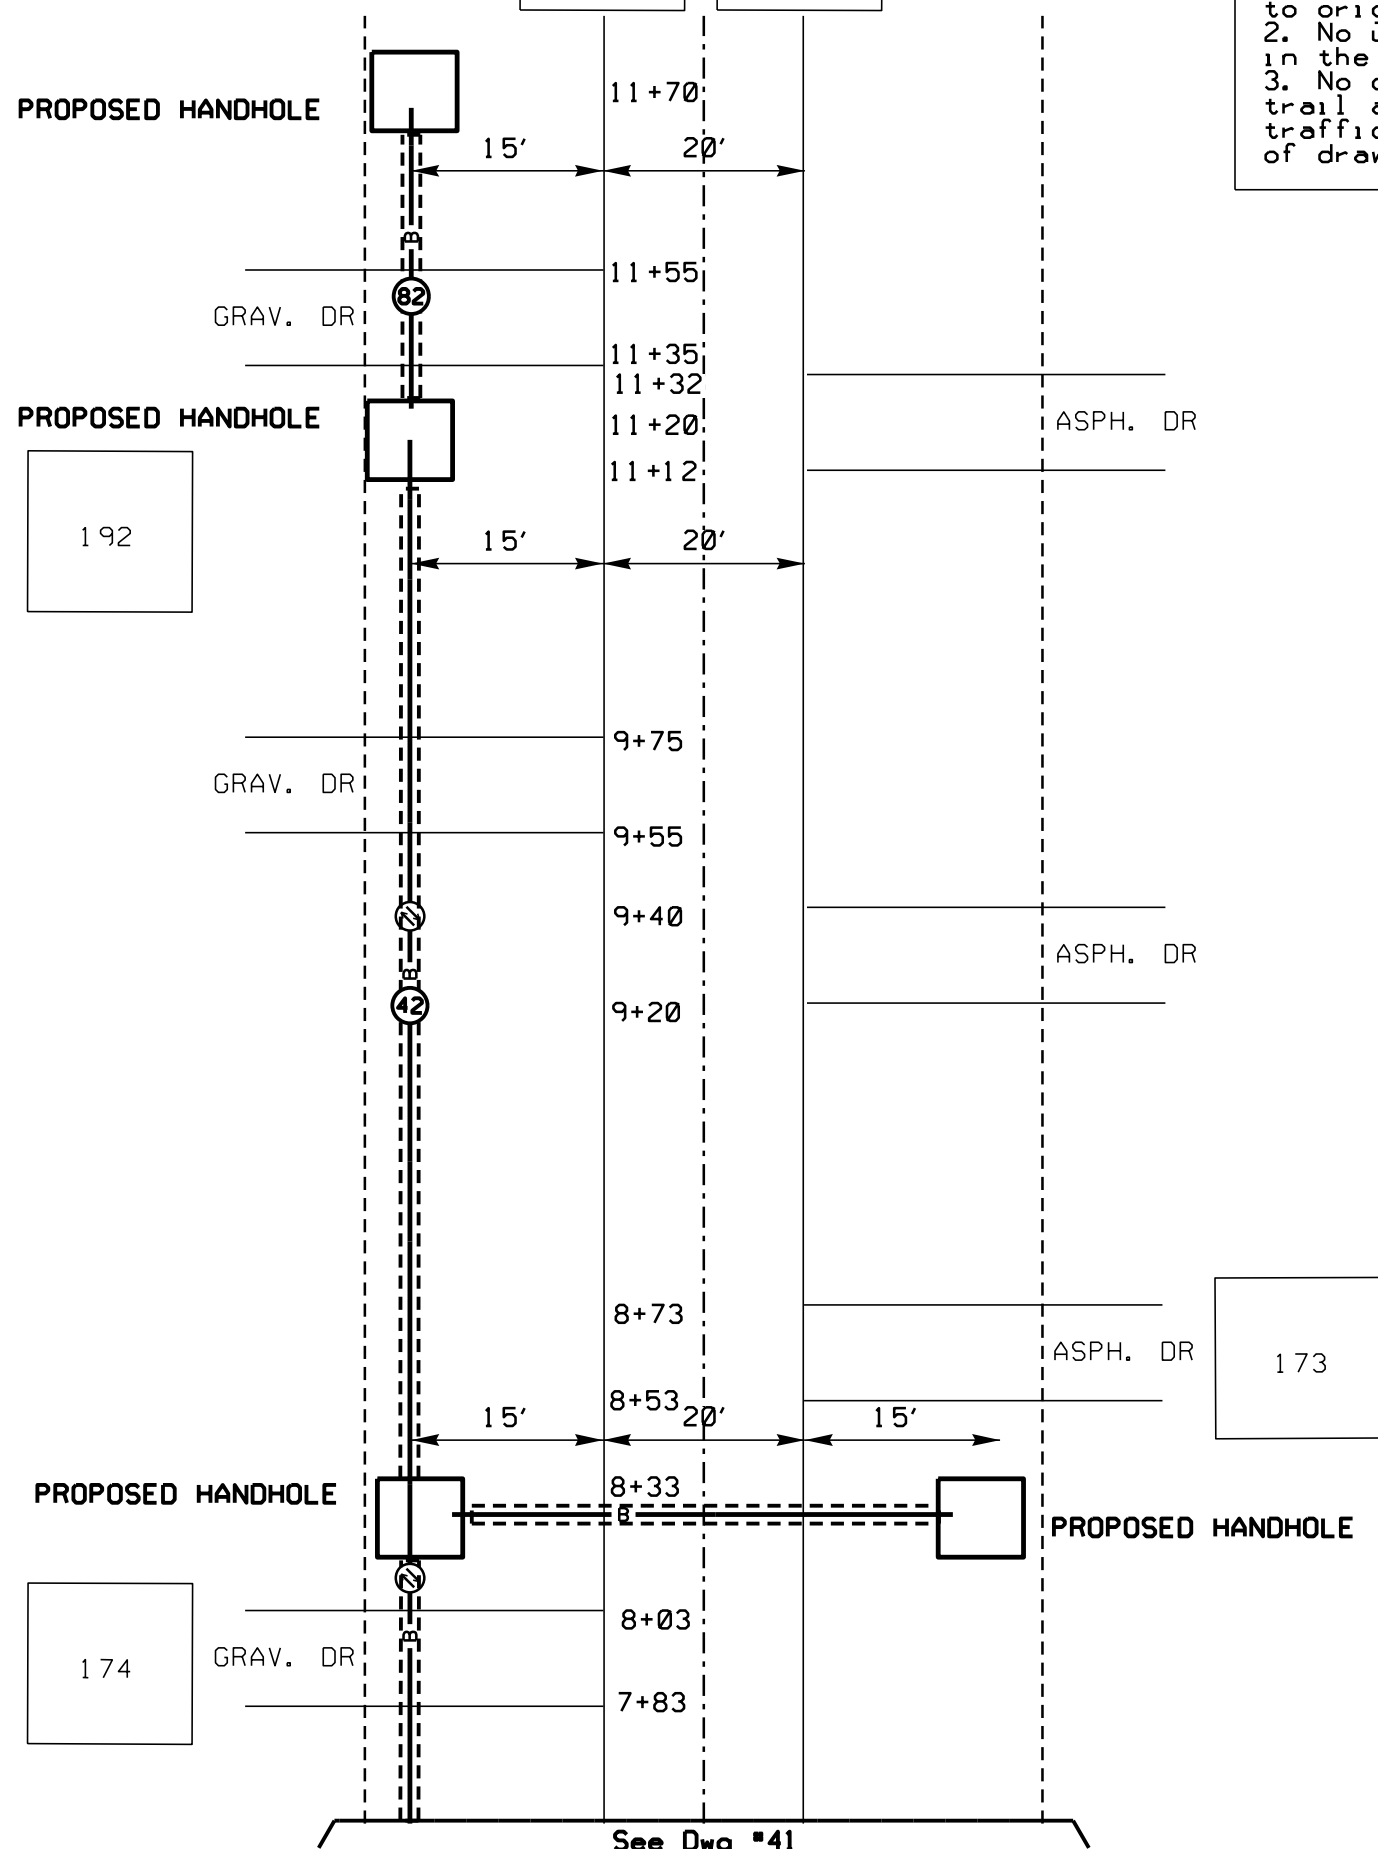 to orig
2. No
in the
3. No
trail a
traffic
of draw
11+70
PROPOSED HANDHOLE
15' 20'
B
11+55
82
GRAV. DR
11+35
11+32
PROPOSED HANDHOLE
11+20
ASPH. DR
11+12
192
15' 20'
9+75
GRAV. DR
9+55
9+40
ASPH. DR
B
42
9+20
8+73
ASPH. DR
173
8+53
15' 20' 15'
8+33
PROPOSED HANDHOLE
B
PROPOSED HANDHOLE
8+03
B
GRAV. DR
174
7+83
See Dwg #41